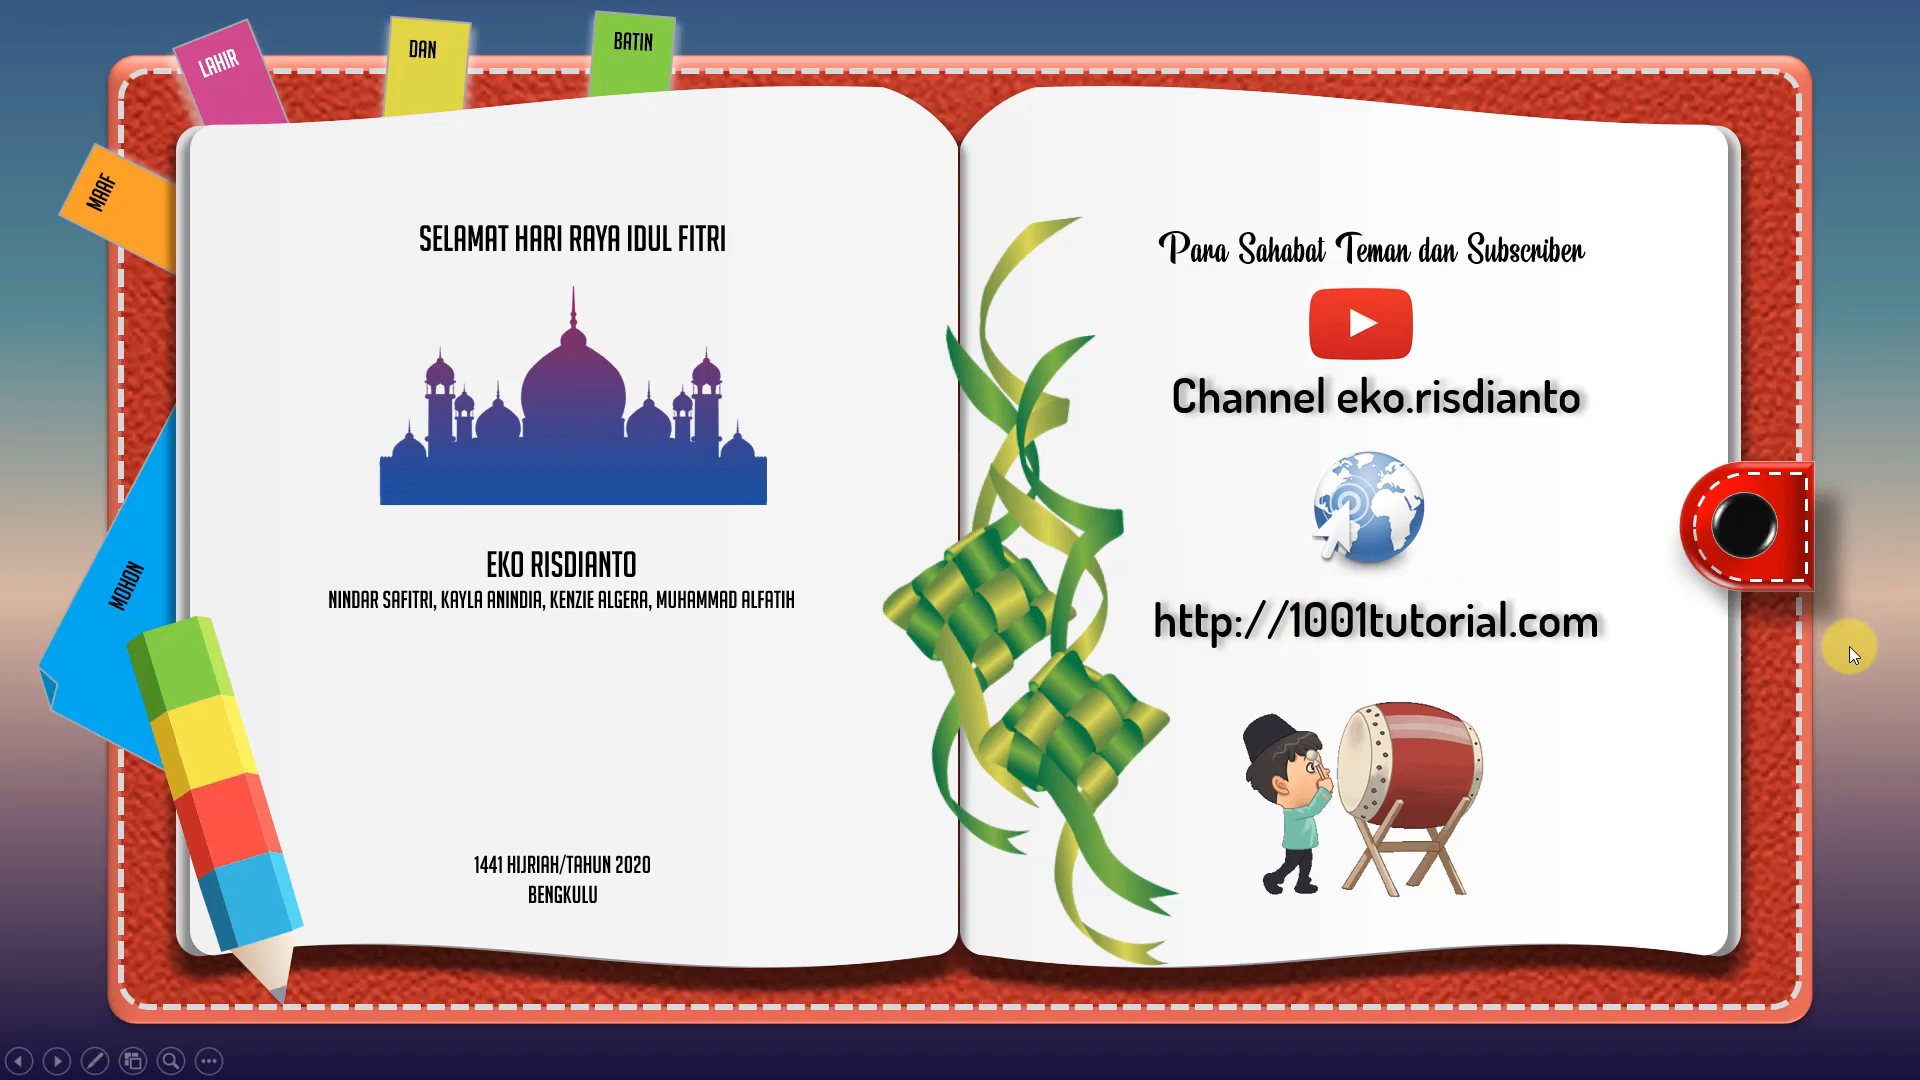 MOHON
MAAF
LAHIR
DAN
BATIN
SELAMAT HARI RAYA IDUL FITRI
EKO RISDIANTO
NINDAR SAFITRI, KAYLA ANINDIA, KENZIE ALGERA, MUHAMMAD ALFATIH
1441 HIJRIAH/TAHUN 2020
BENGKULU
Para Sahabat Teman dan Subscriber
Channel eko.risdianto
http://1001tutorial.com